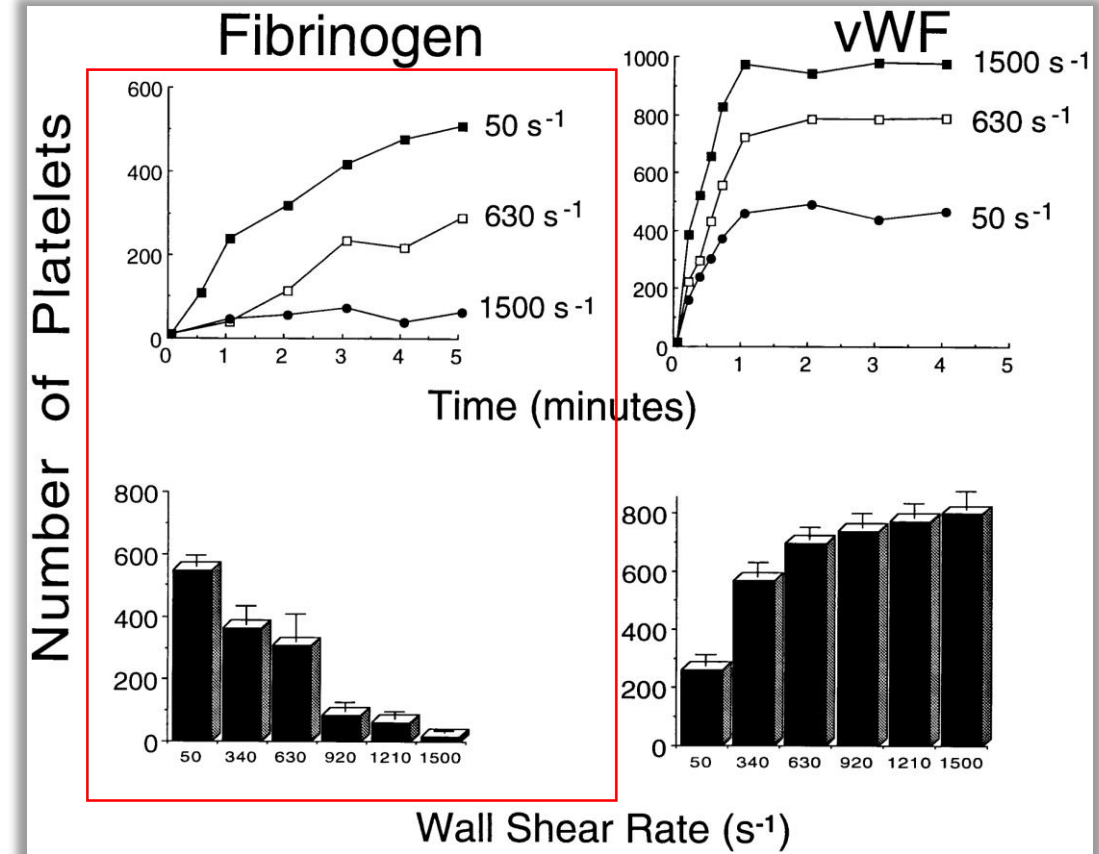 Fibrinogen
vWF
Number of Platelets
600
400
200
0
0 1 2 3 4 5
50 s-1
630 s-1
1500 s-1
1000
800
600
400
200
0
0 1 2 3 4 5
1500 s-1
630 s-1
50 s-1
Time (minutes)
800
600
400
200
0
50 340 630 920 1210 1500
800
600
400
200
0
50 340 630 920 1210 1500
Wall Shear Rate (s-1)